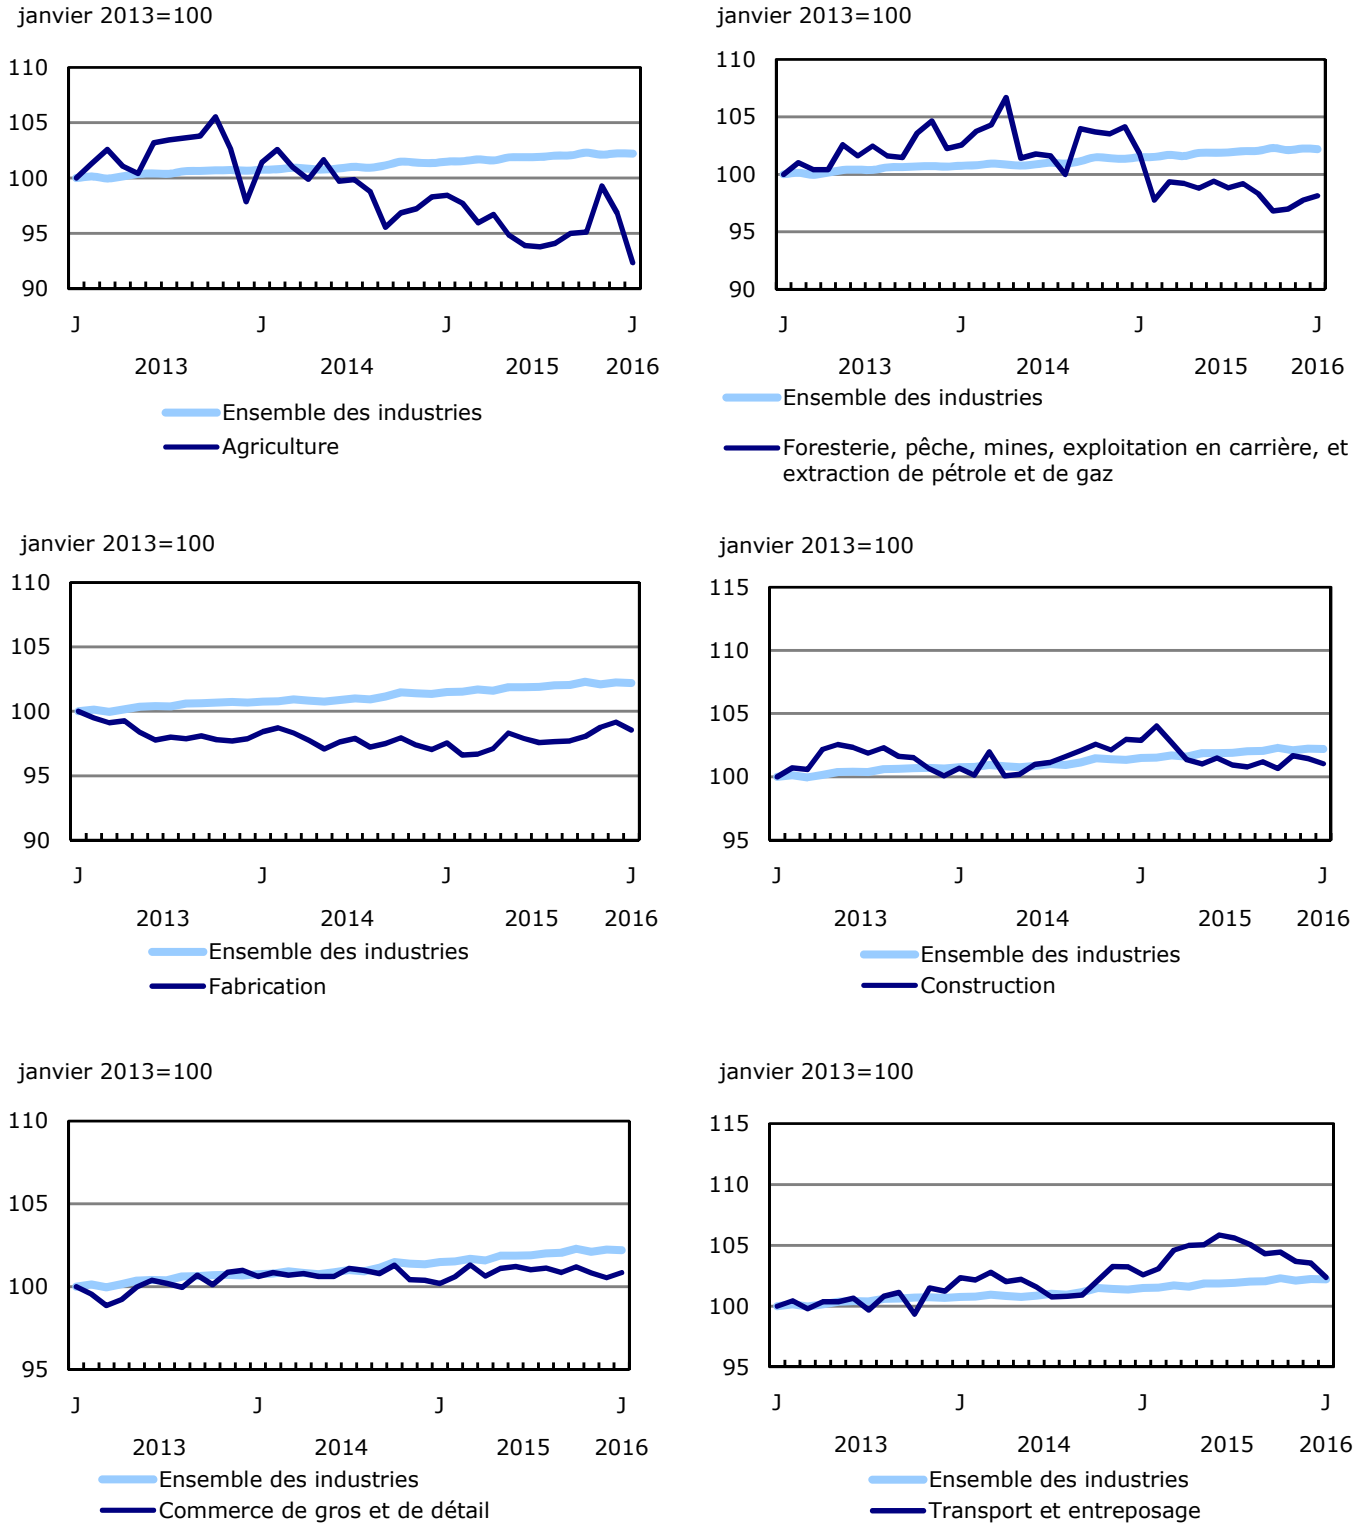 janvier 2013=100
110
105
100
95
90
J
J
J
J
2013
2014
2015
2016
Ensemble des industries
Agriculture
janvier 2013=100
110
105
100
95
90
J
J
J
J
2013
2014
2015
2016
Ensemble des industries
Foresterie, pêche, mines, exploitation en carrière, et
extraction de pétrole et de gaz
janvier 2013=100
110
105
100
95
90
J
J
J
J
2013
2014
2015
2016
Ensemble des industries
Fabrication
janvier 2013=100
115
110
105
100
95
J
J
J
J
2013
2014
2015
2016
Ensemble des industries
Construction
janvier 2013=100
110
105
100
95
J
J
J
J
2013
2014
2015
2016
Ensemble des industries
Commerce de gros et de détail
janvier 2013=100
115
110
105
100
95
J
J
J
J
2013
2014
2015
2016
Ensemble des industries
Transport et entreposage